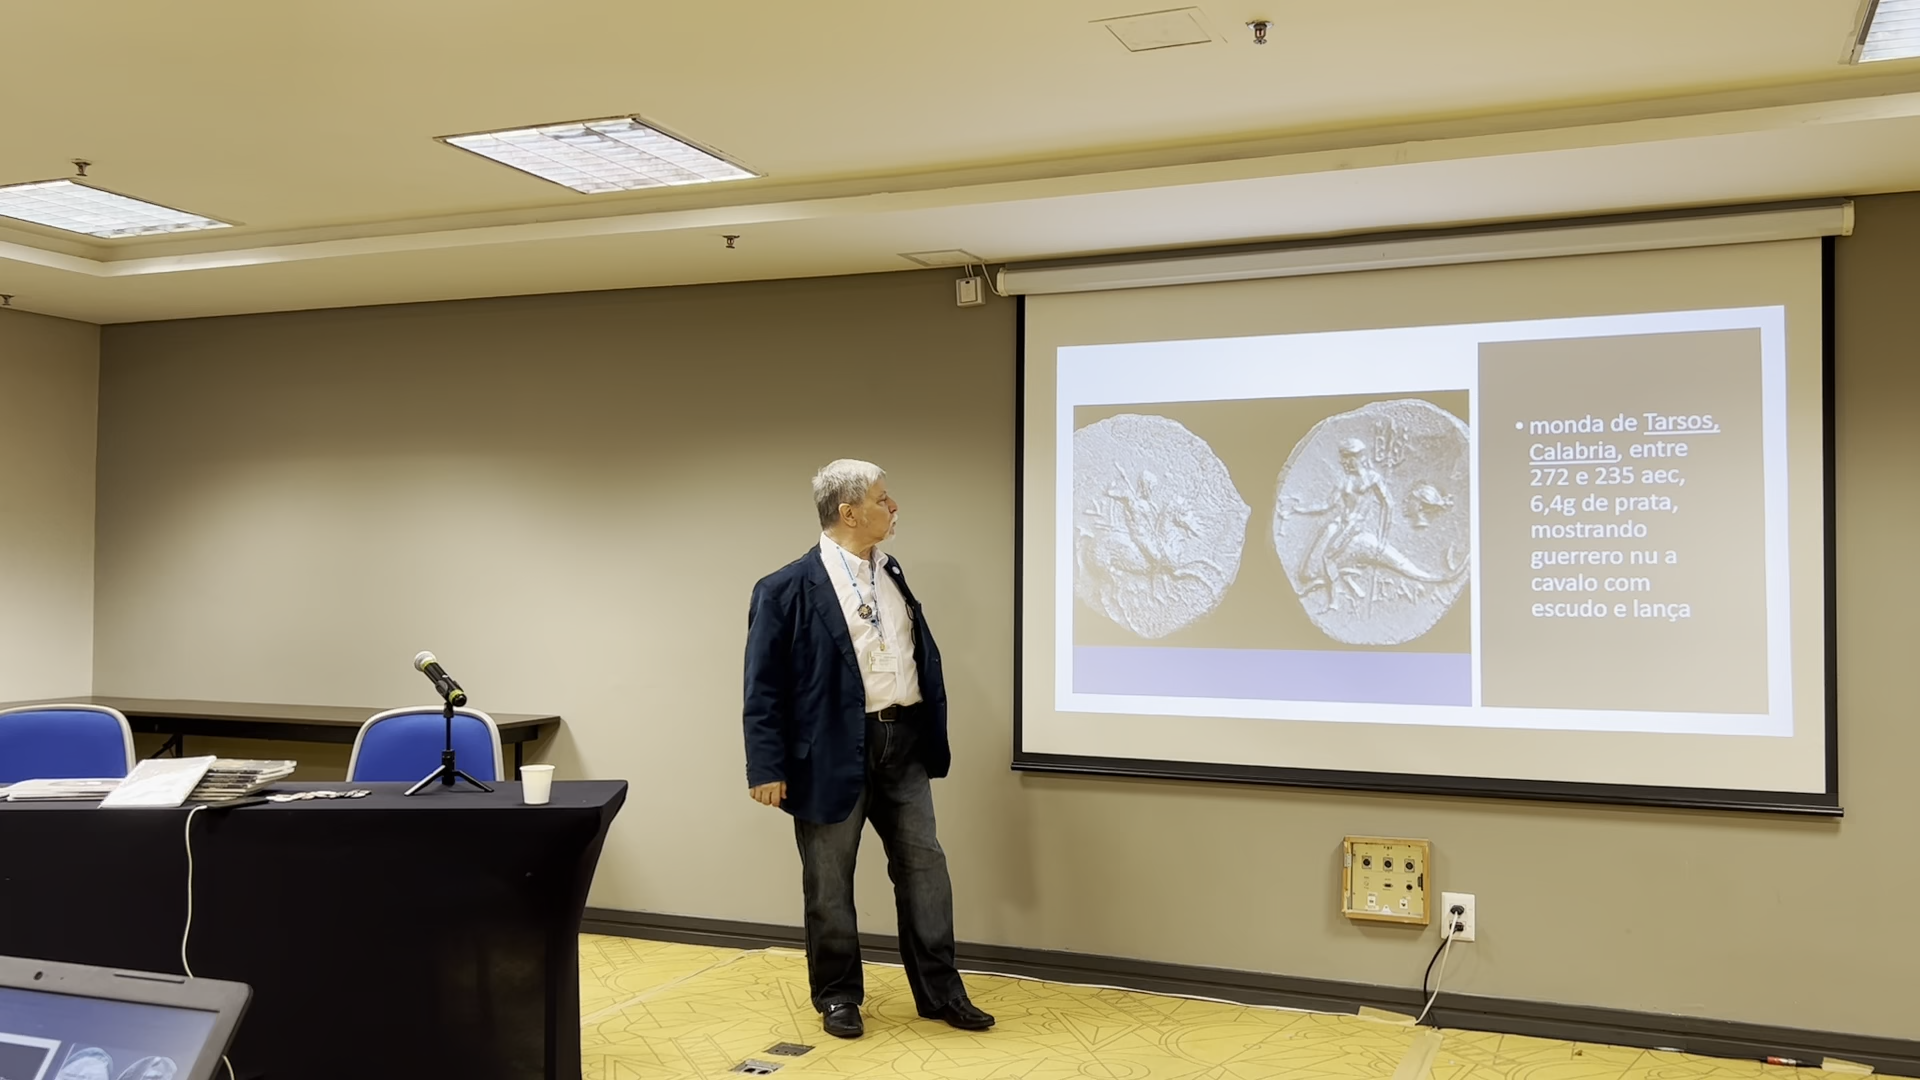 • monda de Tarsos,
Calabria, entre
272 e 235 aec,
6,4g de prata,
mostrando
guerrero nu a
cavalo com
escudo e lança